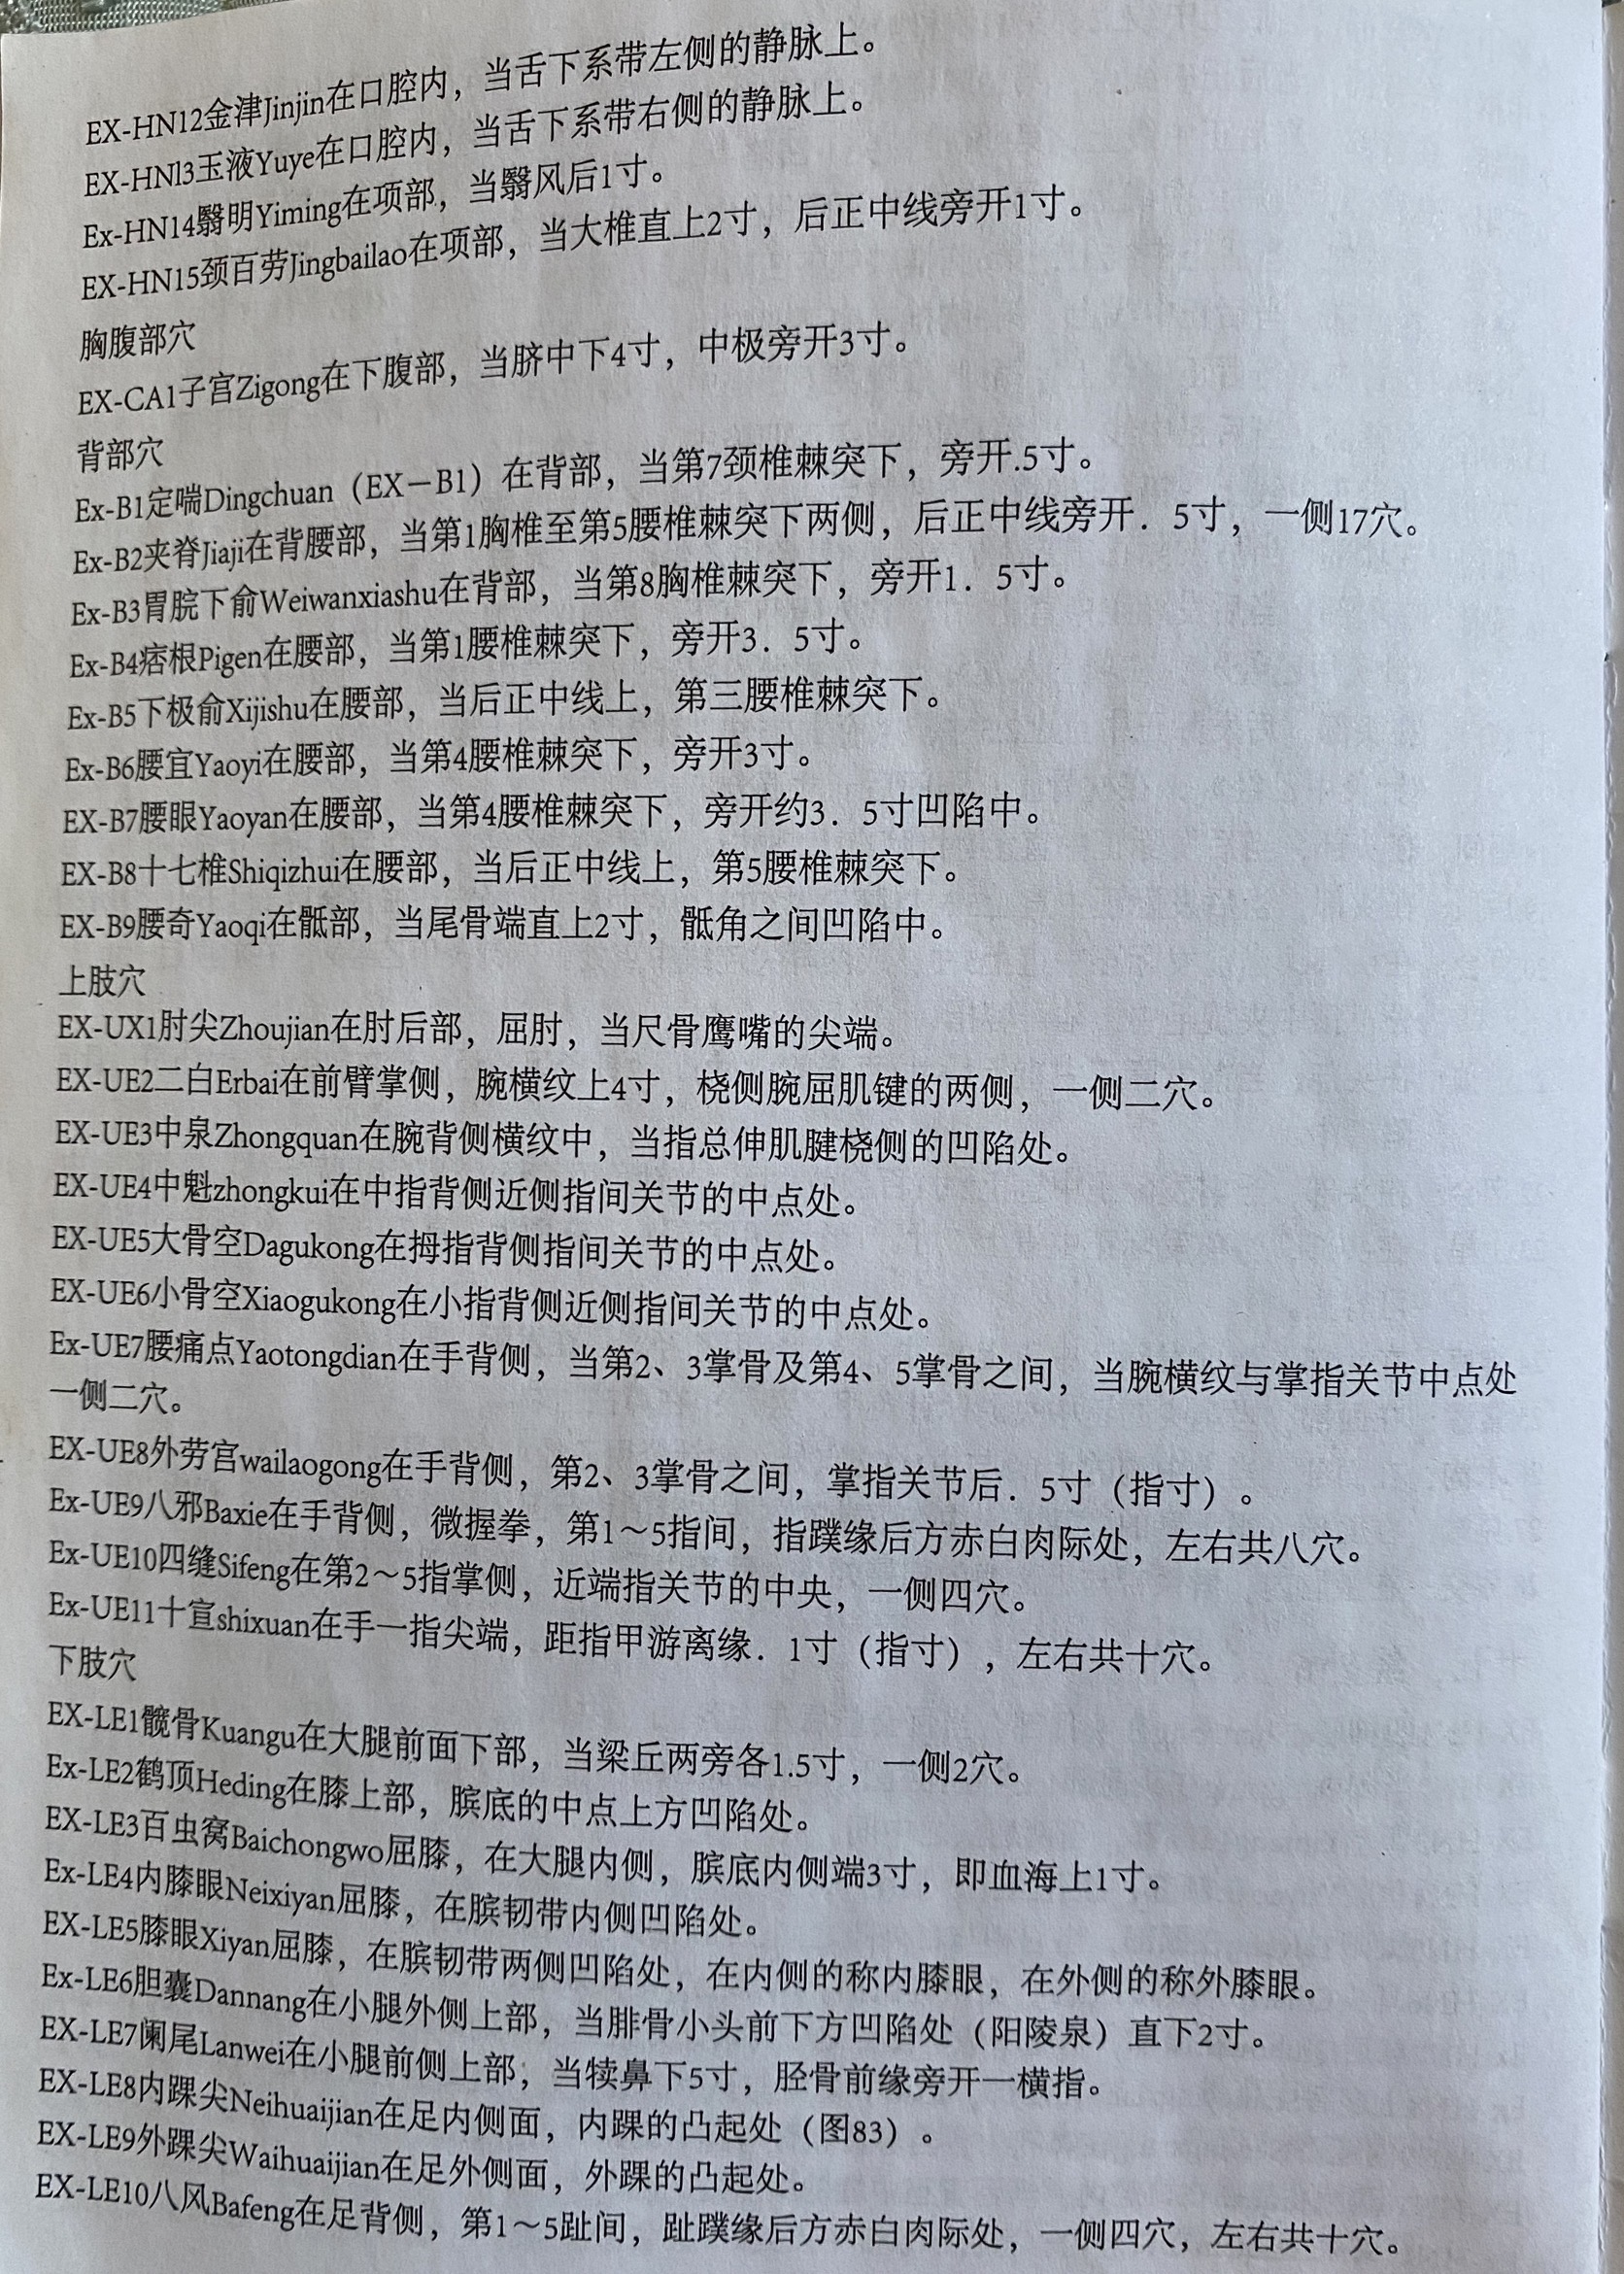 EX-HN12金津Jinjin在口腔内，当舌下系带左侧的静脉上。
EX-HNl3玉液Yuye在口腔内，当舌下系带右侧的静脉上。
Ex-HN14翳明Yiming在项部，当翳风后1寸。
EX-HN15颈百劳Jingbailao在项部，当大椎直上2寸，后正中线旁开1寸。
胸腹部穴
EX-CA1子宫Zigong在下腹部，当脐中下4寸，中极旁开3寸。
背部穴
Ex-B1定喘Dingchuan（EX－B1）在背部，当第7颈椎棘突下，旁开.5寸。
Ex-B2夹脊Jiaji在背腰部，当第1胸椎至第5腰椎棘突下两侧，后正中线旁开．5寸，一侧17穴。
Ex-B3胃脘下俞Weiwanxiashu在背部，当第8胸椎棘突下，旁开1．5寸。
Ex-B4痞根Pigen在腰部，当第1腰椎棘突下，旁开3．5寸。
Ex-B5下极俞Xijishu在腰部，当后正中线上，第三腰椎棘突下。
Ex-B6腰宜Yaoyi在腰部，当第4腰椎棘突下，旁开3寸。
EX-B7腰眼Yaoyan在腰部，当第4腰椎棘突下，旁开约3．5寸凹陷中。
EX-B8十七椎Shiqizhui在腰部，当后正中线上，第5腰椎棘突下。
EX-B9腰奇Yaoqi在骶部，当尾骨端直上2寸，骶角之间凹陷中。
上肢穴
EX-UX1肘尖Zhoujian在肘后部，屈肘，当尺骨鹰嘴的尖端。
EX-UE2二白Erbai在前臂掌侧，腕横纹上4寸，桡侧腕屈肌键的两侧，一侧二穴。
EX-UE3中泉Zhongquan在腕背侧横纹中，当指总伸肌腱桡侧的凹陷处。
EX-UE4中魁zhongkui在中指背侧近侧指间关节的中点处。
EX-UE5大骨空Dagukong在拇指背侧指间关节的中点处。
EX-UE6小骨空Xiaogukong在小指背侧近侧指间关节的中点处。
Ex-UE7腰痛点Yaotongdian在手背侧，当第2、3掌骨及第4、5掌骨之间，当腕横纹与掌指关节中点处
一侧二穴。
EX-UE8外劳宫wailaogong在手背侧，第2、3掌骨之间，掌指关节后．5寸（指寸）。
Ex-UE9八邪Baxie在手背侧，微握拳，第1～5指间，指蹼缘后方赤白肉际处，左右共八穴。
Ex-UE10四缝Sifeng在第2～5指掌侧，近端指关节的中央，一侧四穴。
Ex-UE11十宣shixuan在手一指尖端，距指甲游离缘．1寸（指寸），左右共十穴。
下肢穴
EX-LE1髋骨Kuangu在大腿前面下部，当梁丘两旁各1.5寸，一侧2穴。
Ex-LE2鹤顶Heding在膝上部，膑底的中点上方凹陷处。
EX-LE3百虫窝Baichongwo屈膝，在大腿内侧，膑底内侧端3寸，即血海上1寸。
Ex-LE4内膝眼Neixiyan屈膝，在膑韧带内侧凹陷处。
EX-LE5膝眼Xiyan屈膝，在膑韧带两侧凹陷处，在内侧的称内膝眼，在外侧的称外膝眼。
Ex-LE6胆囊Dannang在小腿外侧上部，当腓骨小头前下方凹陷处（阳陵泉）直下2寸。
EX-LE7阑尾Lanwei在小腿前侧上部，当犊鼻下5寸，胫骨前缘旁开一横指。
EX-LE8内踝尖Neihuaijian在足内侧面，内踝的凸起处（图83）。
EX-LE9外踝尖Waihuaijian在足外侧面，外踝的凸起处。
EX-LE10八风Bafeng在足背侧，第1～5趾间，趾蹼缘后方赤白肉际处，一侧四穴，左右共十穴。